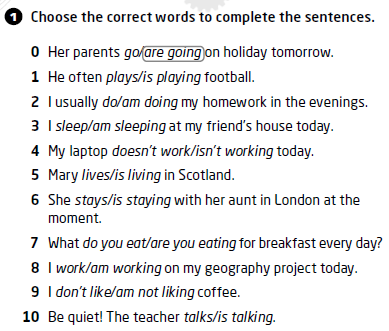 1 Choose the correct words to complete the sentences.
0 Her parents go/are going on holiday tomorrow.
1 He often plays/is playing football.
2 I usually do/am doing my homework in the evenings.
3 I sleep/am sleeping at my friend's house today.
4 My laptop doesn't work/isn't working today.
5 Mary lives/is living in Scotland.
6 She stays/is staying with her aunt in London at the
moment.
7 What do you eat/are you eating for breakfast every day?
8 I work/am working on my geography project today.
9 I don't like/am not liking coffee.
10 Be quiet! The teacher talks/is talking.